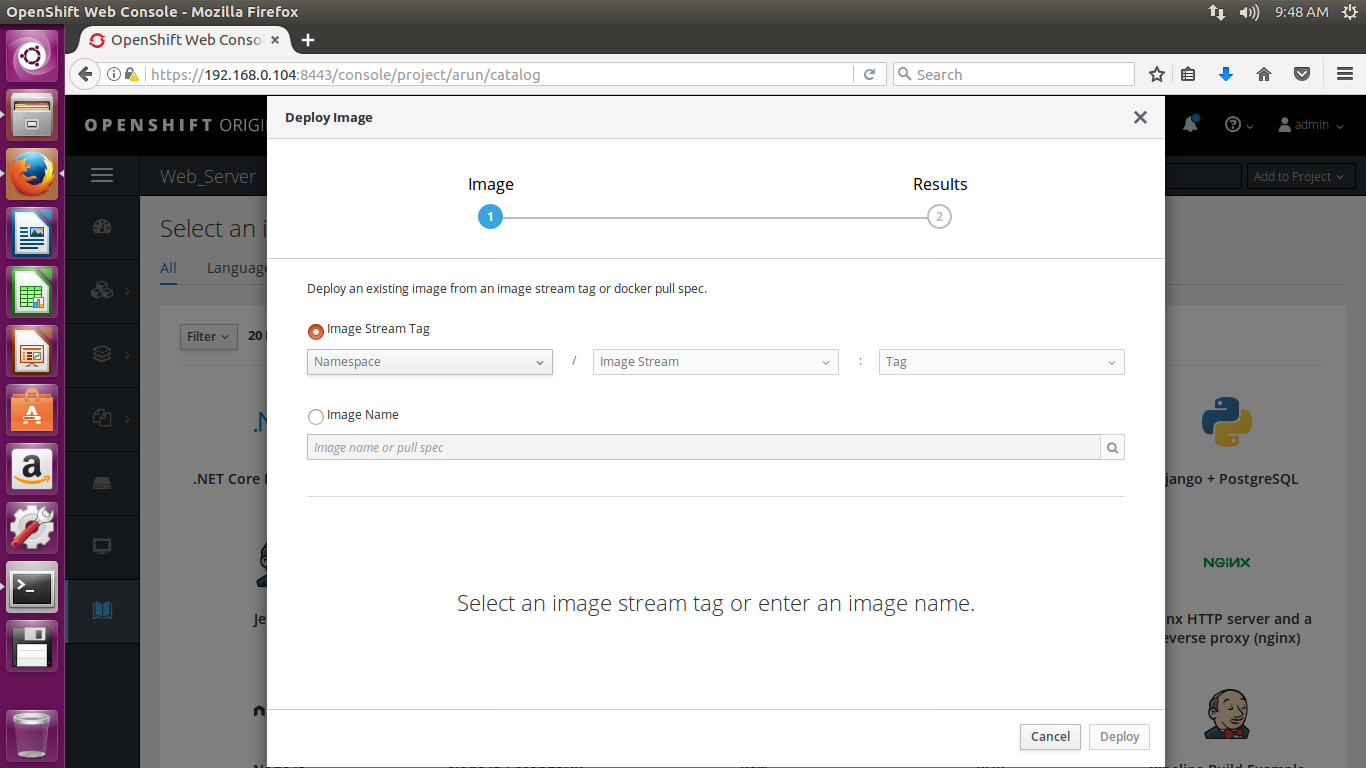 OpenShift Web Console - Mozilla Firefox
9:48 AM
OpenShift Web Conso
https://192.168.0.104:8443/console/project/arun/catalog
Search
Deploy Image
OPENSHIFT ORIGI
admin
Web_Server
Add to Project
Image
Results
1
2
Select an i
All
Language
Deploy an existing image from an image stream tag or docker pull spec.
Image Stream Tag
Filter
20
Namespace
/
Image Stream
:
Tag
Image Name
Image name or pull spec
.N
.NET Core
jango + PostgreSQL
NGINX
Select an image stream tag or enter an image name.
Je
nx HTTP server and a
everse proxy (nginx)
Cancel
Deploy